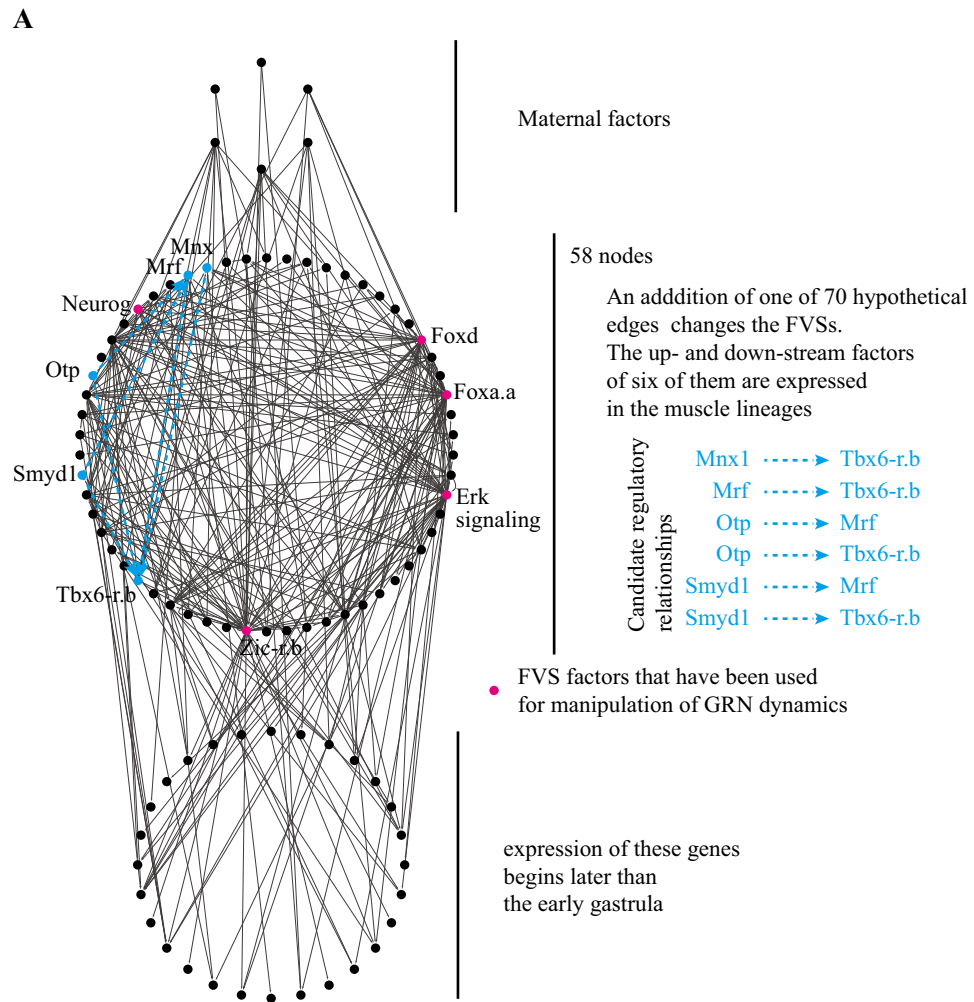 A
Maternal factors
58 nodes
An adddition of one of 70 hypothetical
edges changes the FVSs.
The up- and down-stream factors
of six of them are expressed
in the muscle lineages
Mnx
Mrf
Neurog
Foxd
Otp
Foxa.a
Smyd1
Erk
signaling
Tbx6-r.b
Zic-r.b
Candidate regulatory
relationships
Mnx1 Tbx6-r.b
Mrf Tbx6-r.b
Otp Mrf
Otp Tbx6-r.b
Smyd1 Mrf
Smyd1 Tbx6-r.b
FVS factors that have been used
for manipulation of GRN dynamics
expression of these genes
begins later than
the early gastrula